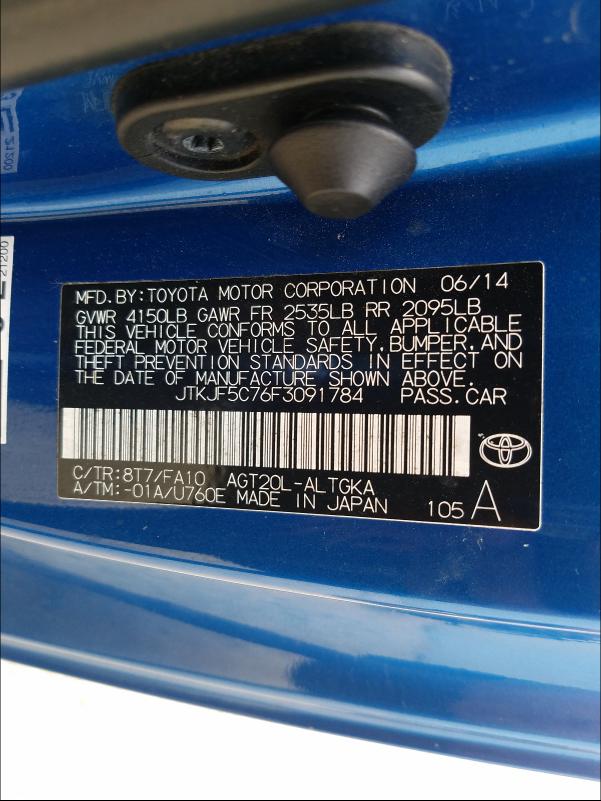 MFD. BY: TOYOTA MOTOR CORPORATION 06/14
GVWR 4150LB GAWR FR 2535LB RR 2095LB
THIS VEHICLE CONFORMS TO ALL APPLICABLE
FEDERAL MOTOR VEHICLE SAFETY, BUMPER, AND
THEFT PREVENTION STANDARDS IN EFFECT ON
THE DATE OF MANUFACTURE SHOWN ABOVE.
JTKJF5C76F3091784 PASS. CAR
C/TR: 8T7/FA10 AGT20L-ALTGKA
A/TM: -01A/U760E MADE IN JAPAN 105 A
21200